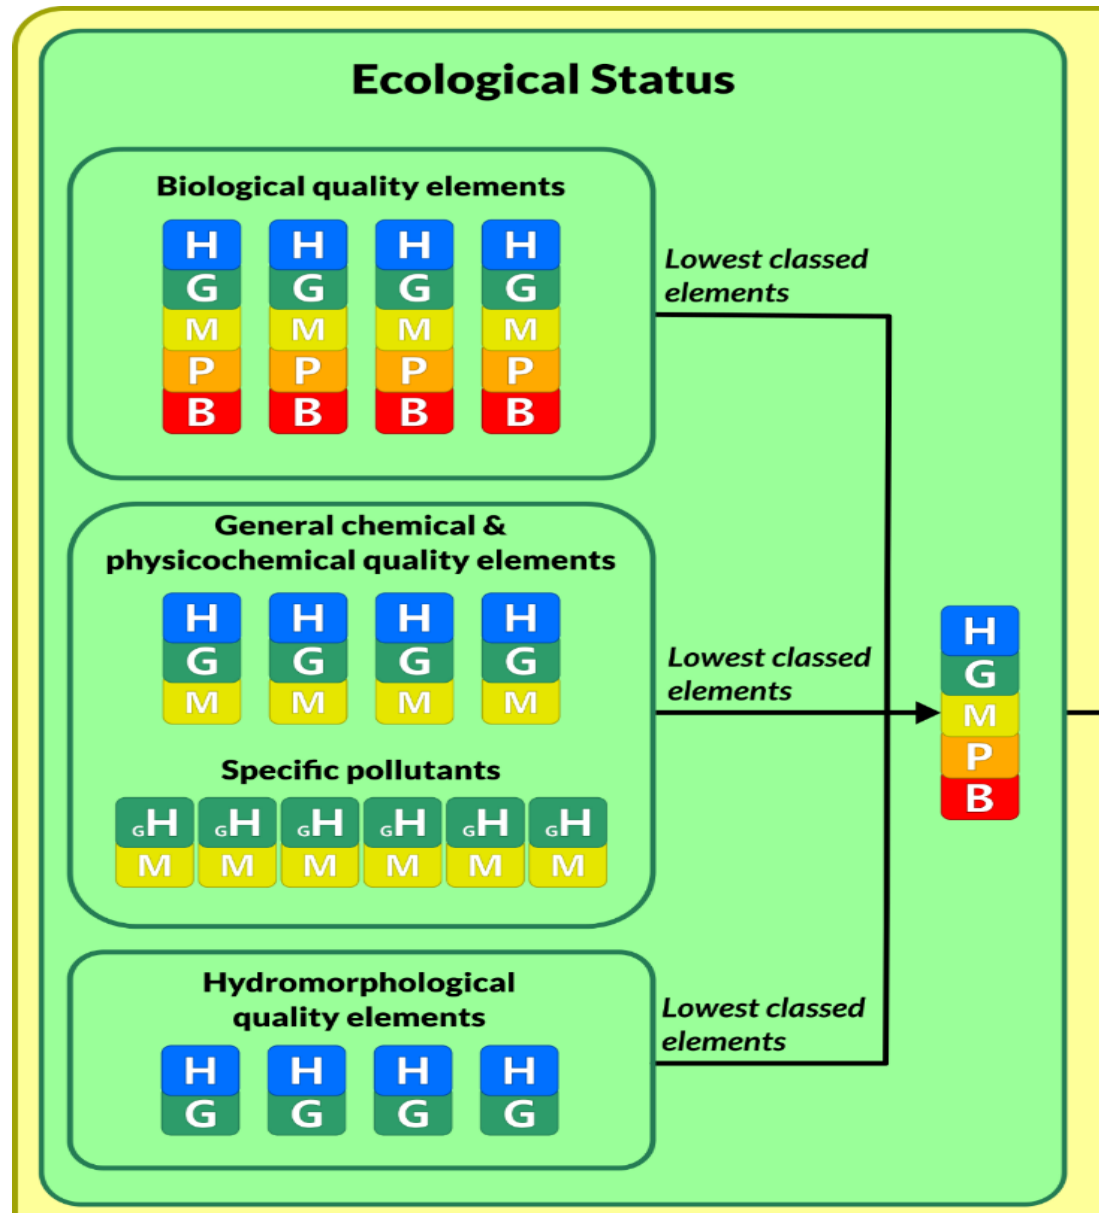 Ecological Status
Biological quality elements
H H H H
G G G G
M M M M
P P P P
B B B B
Lowest classed
elements
General chemical &
physicochemical quality elements
H H H H
G G G G
M M M M
Specific pollutants
GH GH GH GH GH GH
M M M M M M
Lowest classed
elements
Hydromorphological
quality elements
H H H H
G G G G
Lowest classed
elements
H
G
M
P
B